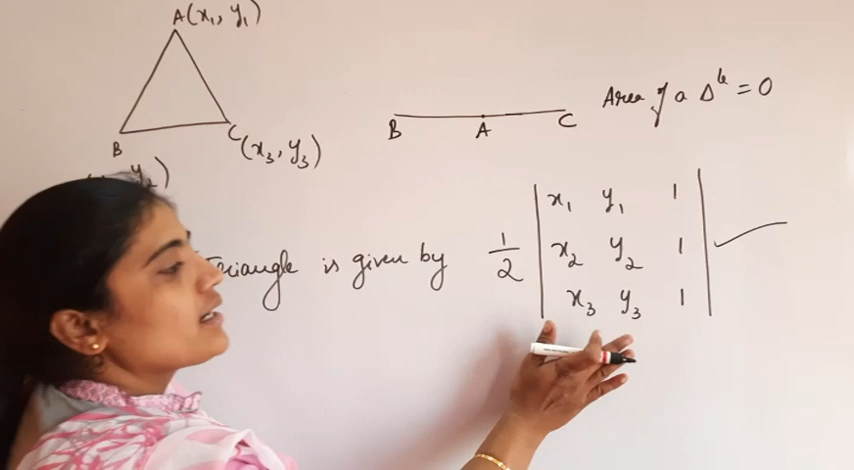 A(x₁, y₁)
B
C(x₃, y₃)
y₂)
B A C
Area of a Δle = 0
Triangle is given by 1/2 | x₁ y₁ 1 |
| x₂ y₂ 1 |
| x₃ y₃ 1 |